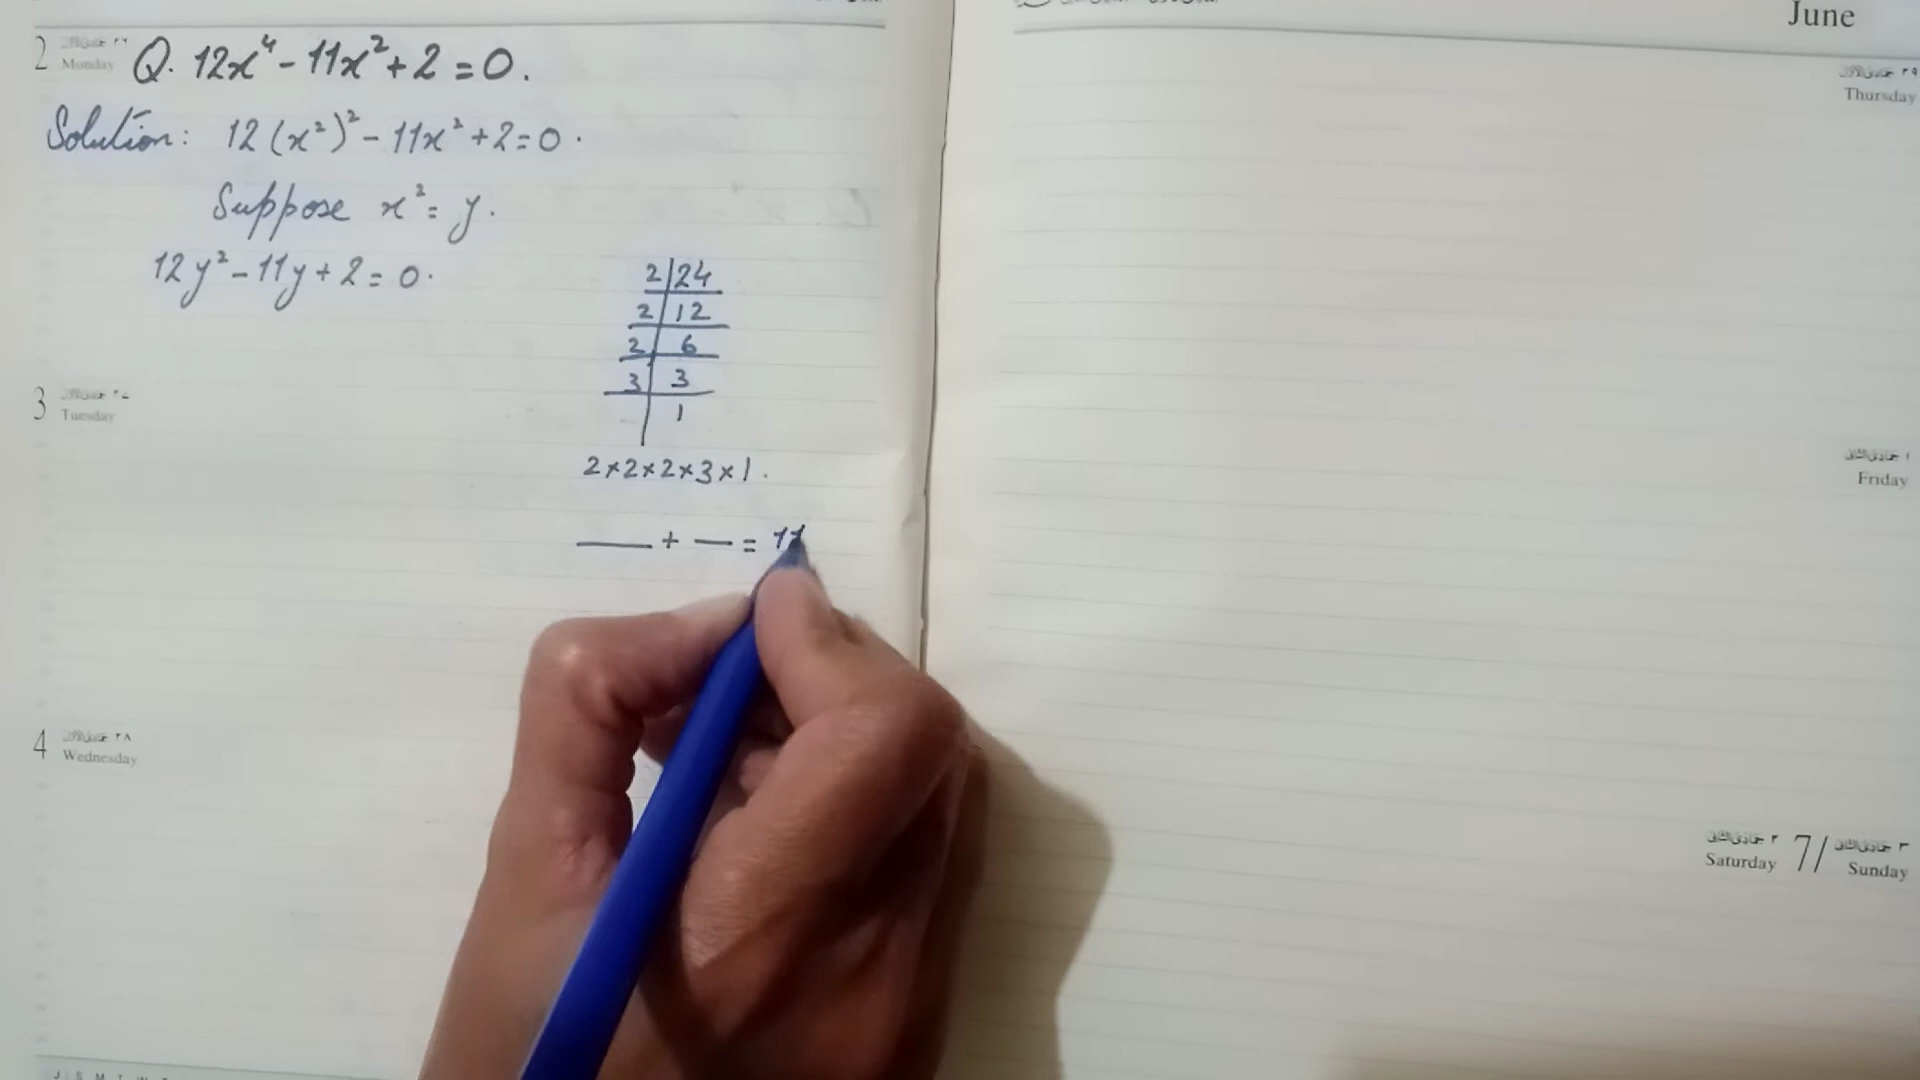 June
2 Monday Q. 12x⁴ - 11x² + 2 = 0.
Solution: 12(x²)² - 11x² + 2 = 0.
Suppose x² = y.
12y² - 11y + 2 = 0.
2 | 24
2 | 12
2 | 6
3 | 3
1
2×2×2×3×1.
___ + __ = 11
3
Tuesday
4
Wednesday
Thursday
Friday
Saturday 7/ Sunday